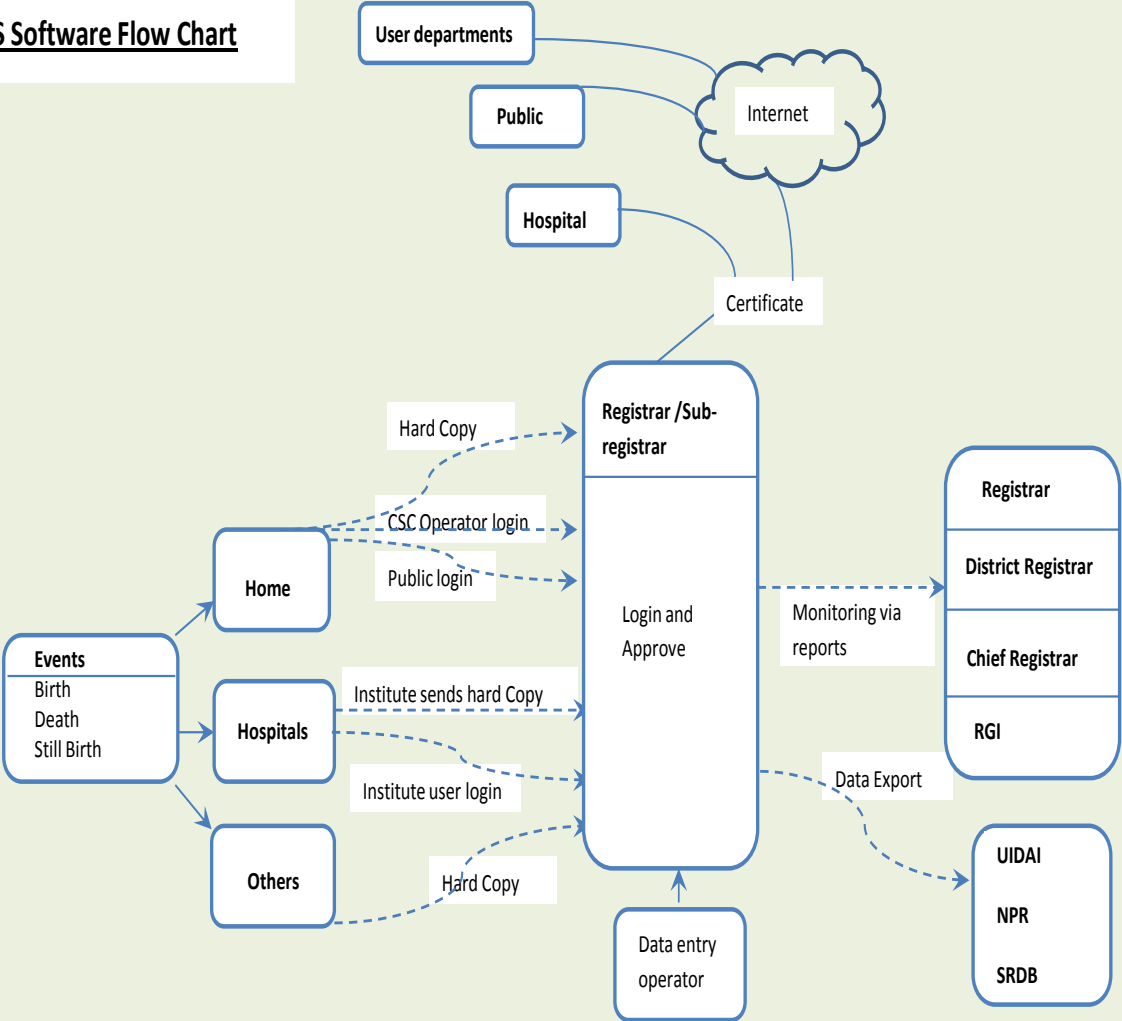 S Software Flow Chart
User departments
Public
Internet
Hospital
Certificate
Registrar /Sub-
registrar
Hard Copy
CSC Operator login
Public login
Home
Login and
Approve
Monitoring via
reports
Registrar
District Registrar
Chief Registrar
RGI
Events
Birth
Death
Still Birth
Hospitals
Institute sends hard Copy
Institute user login
Others
Hard Copy
Data Export
UIDAI
NPR
SRDB
Data entry
operator